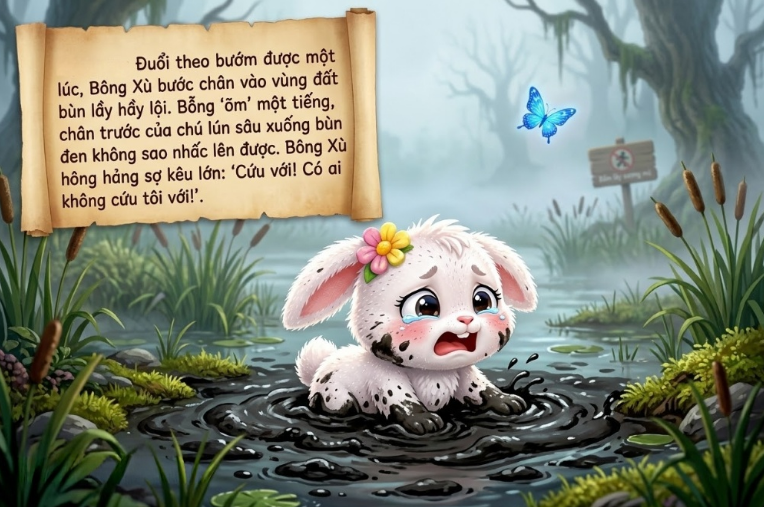 Đuổi theo bướm được một
lúc, Bông Xù bước chân vào vùng đất
bùn lầy hầy lội. Bỗng ‘õm’ một tiếng,
chân trước của chú lún sâu xuống bùn
đen không sao nhấc lên được. Bông Xù
hông hảng sợ kêu lớn: ‘Cứu với! Có ai
không cứu tôi với!’.